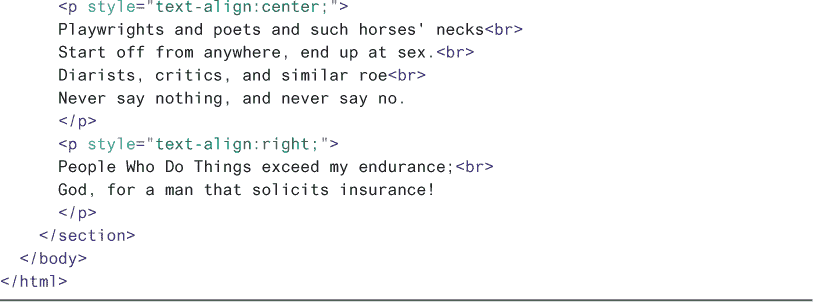 <p style="text-align:center;">
Playwrights and poets and such horses' necks<br>
Start off from anywhere, end up at sex.<br>
Diarists, critics, and similar roe<br>
Never say nothing, and never say no.
</p>
<p style="text-align:right;">
People Who Do Things exceed my endurance;<br>
God, for a man that solicits insurance!
</p>
</section>
</body>
</html>